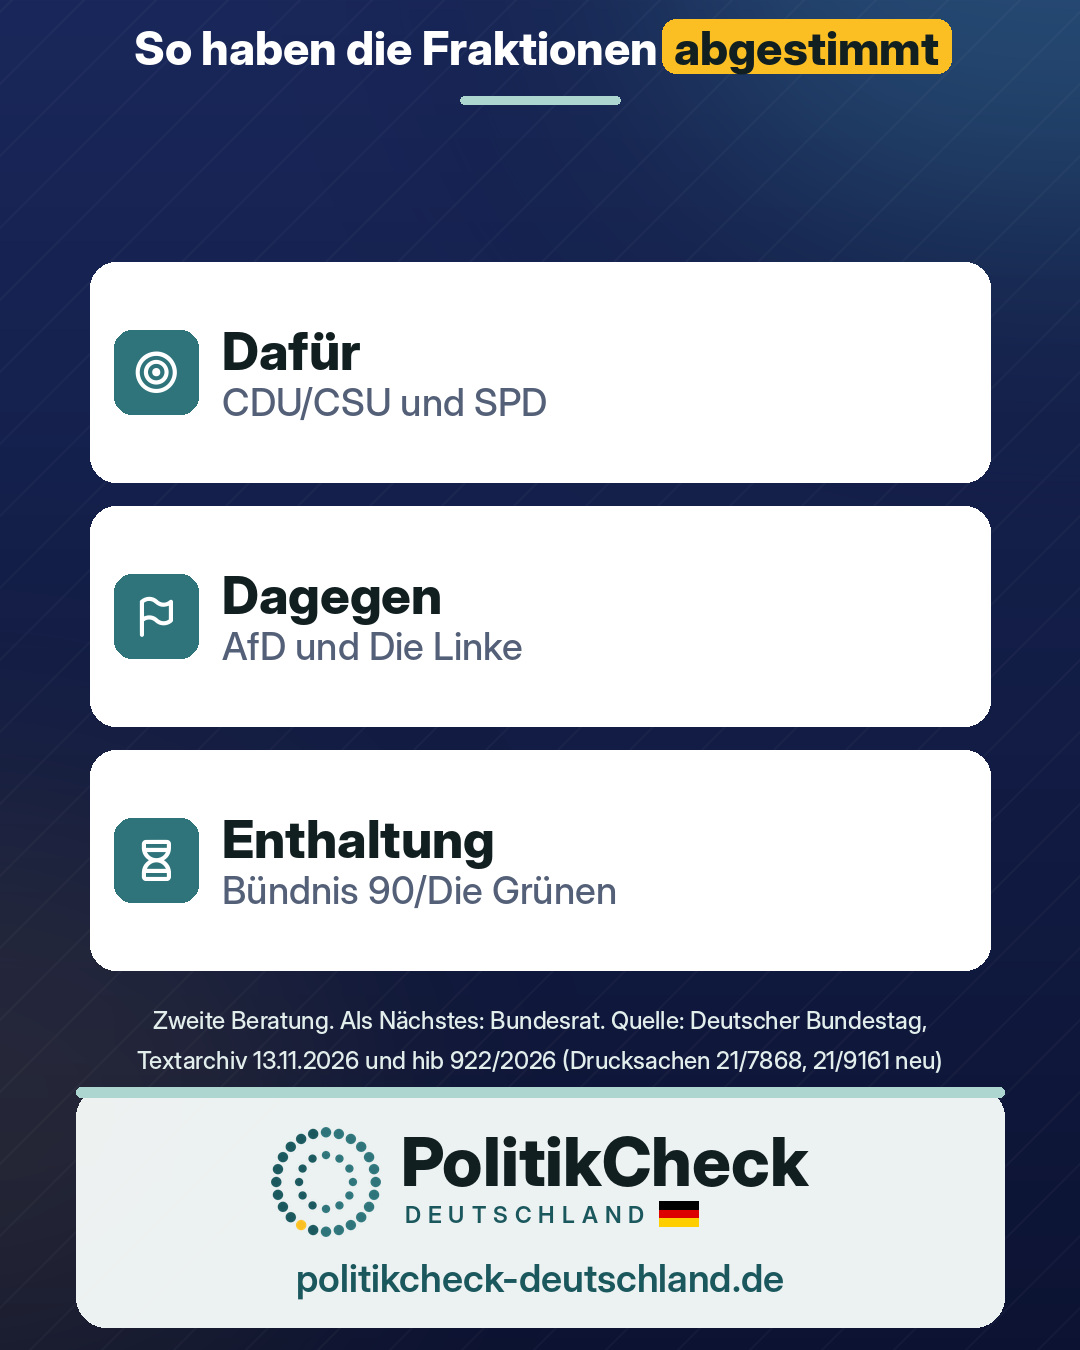 So haben die Fraktionen abgestimmt
Dafür
CDU/CSU und SPD
Dagegen
AfD und Die Linke
Enthaltung
Bündnis 90/Die Grünen
Zweite Beratung. Als Nächstes: Bundesrat. Quelle: Deutscher Bundestag,
Textarchiv 13.11.2026 und hib 922/2026 (Drucksachen 21/7868, 21/9161 neu)
PolitikCheck
DEUTSCHLAND
politikcheck-deutschland.de